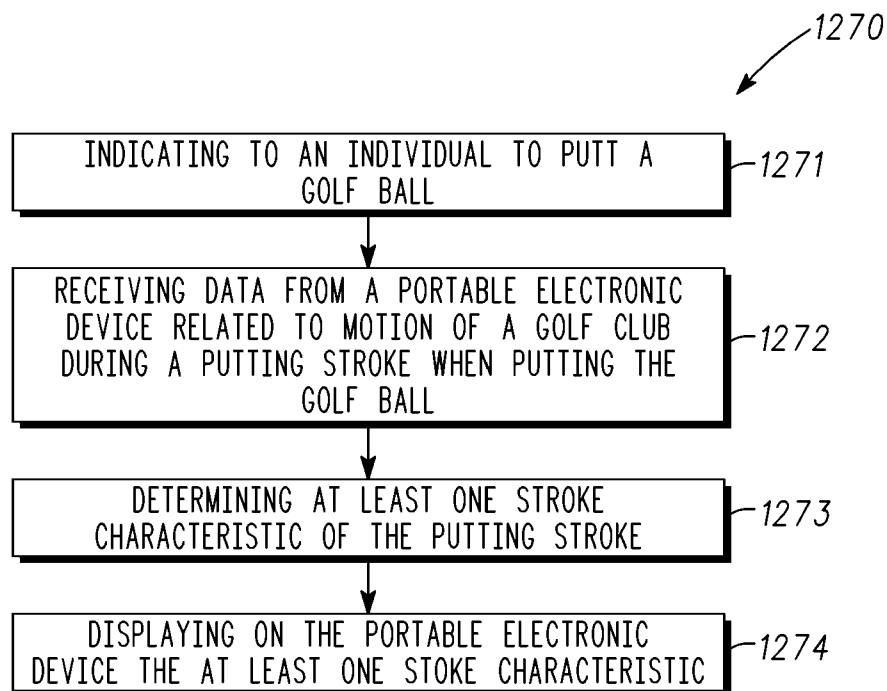 1270
INDICATING TO AN INDIVIDUAL TO PUTT A
GOLF BALL
1271
RECEIVING DATA FROM A PORTABLE ELECTRONIC
DEVICE RELATED TO MOTION OF A GOLF CLUB
DURING A PUTTING STROKE WHEN PUTTING THE
GOLF BALL
1272
DETERMINING AT LEAST ONE STROKE
CHARACTERISTIC OF THE PUTTING STROKE
1273
DISPLAYING ON THE PORTABLE ELECTRONIC
DEVICE THE AT LEAST ONE STOKE CHARACTERISTIC
1274